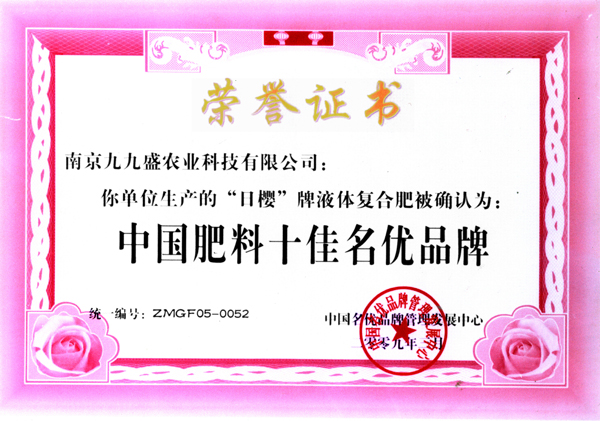 荣誉证书
南京九九盛农业科技有限公司：
你单位生产的“日樱”牌液体复合肥被确认为：
中国肥料十佳名优品牌
统一编号：ZMGF05-0052
中国名优品牌管理发展中心
二零零九年 月
中国名优品牌管理发展中心